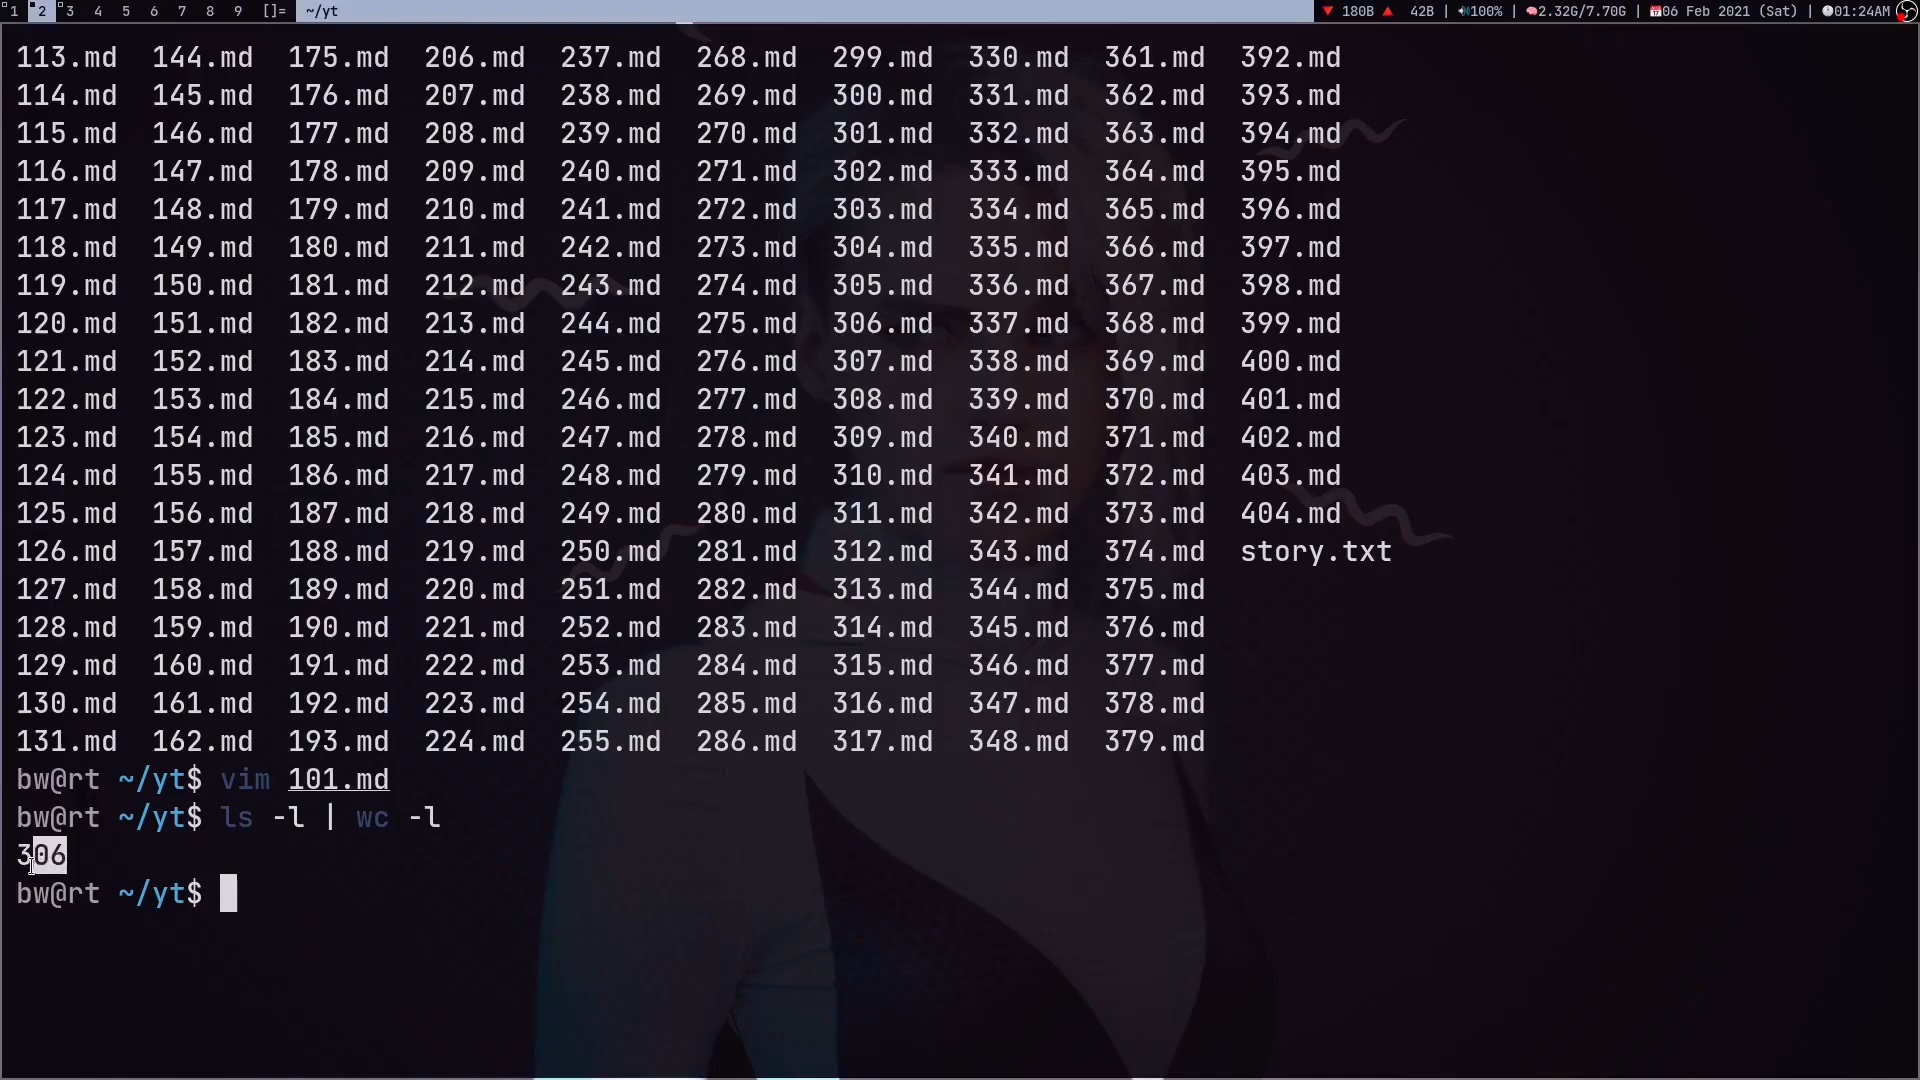 1 2 3 4 5 6 7 8 9 []= ~/yt 180B 42B | 100% | 2.32G/7.70G | 06 Feb 2021 (Sat) | 01:24AM
113.md 144.md 175.md 206.md 237.md 268.md 299.md 330.md 361.md 392.md
114.md 145.md 176.md 207.md 238.md 269.md 300.md 331.md 362.md 393.md
115.md 146.md 177.md 208.md 239.md 270.md 301.md 332.md 363.md 394.md
116.md 147.md 178.md 209.md 240.md 271.md 302.md 333.md 364.md 395.md
117.md 148.md 179.md 210.md 241.md 272.md 303.md 334.md 365.md 396.md
118.md 149.md 180.md 211.md 242.md 273.md 304.md 335.md 366.md 397.md
119.md 150.md 181.md 212.md 243.md 274.md 305.md 336.md 367.md 398.md
120.md 151.md 182.md 213.md 244.md 275.md 306.md 337.md 368.md 399.md
121.md 152.md 183.md 214.md 245.md 276.md 307.md 338.md 369.md 400.md
122.md 153.md 184.md 215.md 246.md 277.md 308.md 339.md 370.md 401.md
123.md 154.md 185.md 216.md 247.md 278.md 309.md 340.md 371.md 402.md
124.md 155.md 186.md 217.md 248.md 279.md 310.md 341.md 372.md 403.md
125.md 156.md 187.md 218.md 249.md 280.md 311.md 342.md 373.md 404.md
126.md 157.md 188.md 219.md 250.md 281.md 312.md 343.md 374.md story.txt
127.md 158.md 189.md 220.md 251.md 282.md 313.md 344.md 375.md
128.md 159.md 190.md 221.md 252.md 283.md 314.md 345.md 376.md
129.md 160.md 191.md 222.md 253.md 284.md 315.md 346.md 377.md
130.md 161.md 192.md 223.md 254.md 285.md 316.md 347.md 378.md
131.md 162.md 193.md 224.md 255.md 286.md 317.md 348.md 379.md
bw@rt ~/yt$ vim 101.md
bw@rt ~/yt$ ls -l | wc -l
306
bw@rt ~/yt$